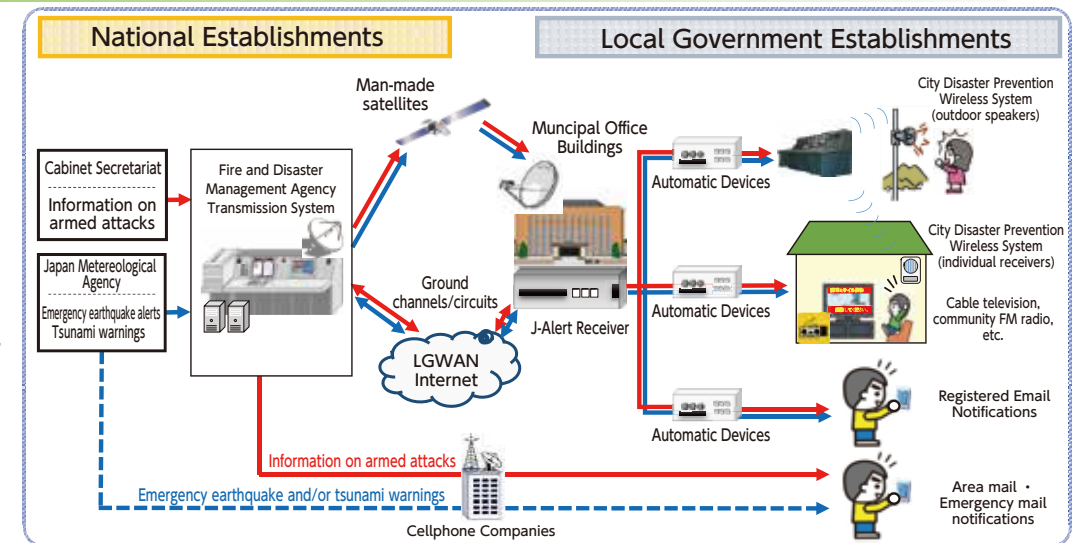 National Establishments
Local Government Establishments
Man-made
satellites
Muncipal Office
Buildings
City Disaster Prevention
Wireless System
(outdoor speakers)
Cabinet Secretariat
Information on
armed attacks
Fire and Disaster
Management Agency
Transmission System
Automatic Devices
Japan Metereological
Agency
Emergency earthquake alerts
Tsunami warnings
City Disaster Prevention
Wireless System
(individual receivers)
Ground
channels/circuits
J-Alert Receiver
Automatic Devices
Cable television,
community FM radio,
etc.
LGWAN
Internet
Registered Email
Notifications
Automatic Devices
Information on armed attacks
Emergency earthquake and/or tsunami warnings
Cellphone Companies
Area mail・
Emergency mail
notifications